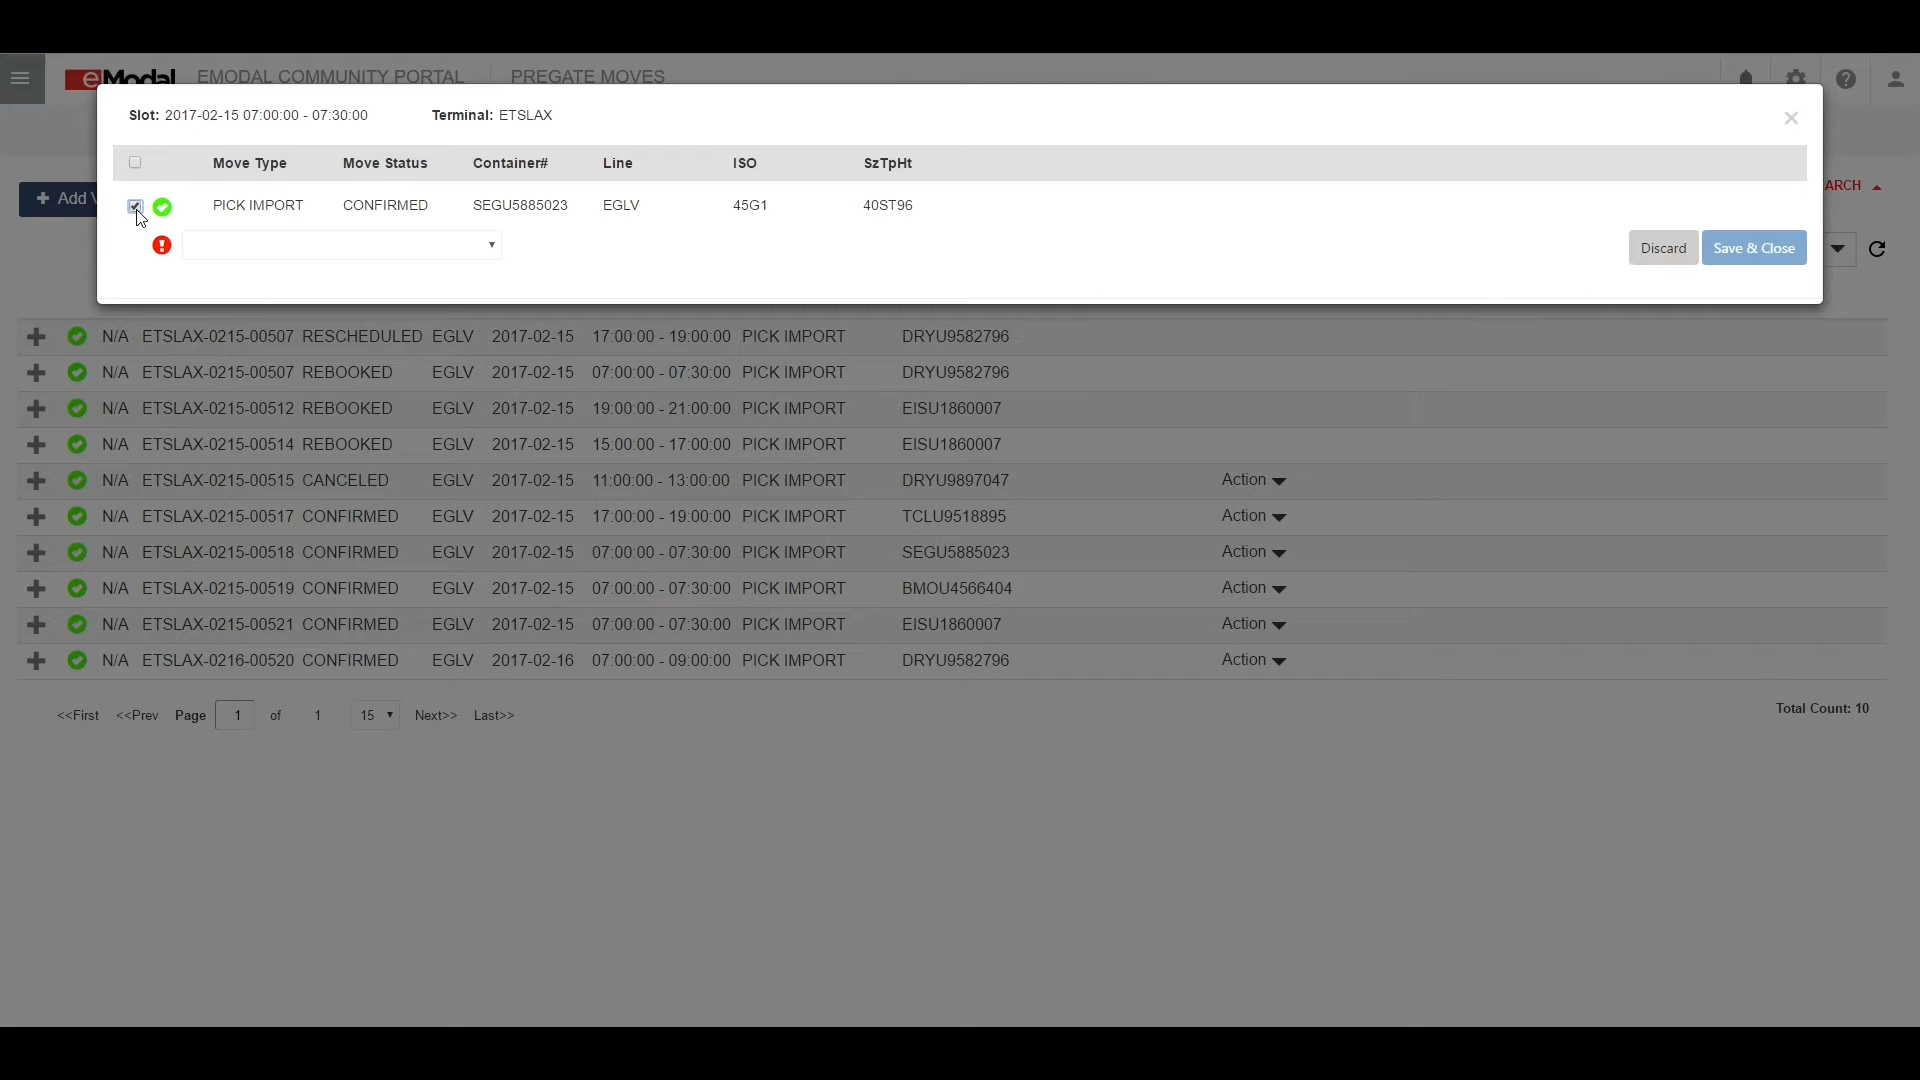 eModal EMODAL COMMUNITY PORTAL PREGATE MOVES
Slot: 2017-02-15 07:00:00 - 07:30:00 Terminal: ETSLAX ×
Move Type Move Status Container# Line ISO SzTpHt
ARCH
+ Add
PICK IMPORT CONFIRMED SEGU5885023 EGLV 45G1 40ST96
Discard Save & Close
N/A ETSLAX-0215-00507 RESCHEDULED EGLV 2017-02-15 17:00:00 - 19:00:00 PICK IMPORT DRYU9582796
N/A ETSLAX-0215-00507 REBOOKED EGLV 2017-02-15 07:00:00 - 07:30:00 PICK IMPORT DRYU9582796
N/A ETSLAX-0215-00512 REBOOKED EGLV 2017-02-15 19:00:00 - 21:00:00 PICK IMPORT EISU1860007
N/A ETSLAX-0215-00514 REBOOKED EGLV 2017-02-15 15:00:00 - 17:00:00 PICK IMPORT EISU1860007
N/A ETSLAX-0215-00515 CANCELED EGLV 2017-02-15 11:00:00 - 13:00:00 PICK IMPORT DRYU9897047 Action
N/A ETSLAX-0215-00517 CONFIRMED EGLV 2017-02-15 17:00:00 - 19:00:00 PICK IMPORT TCLU9518895 Action
N/A ETSLAX-0215-00518 CONFIRMED EGLV 2017-02-15 07:00:00 - 07:30:00 PICK IMPORT SEGU5885023 Action
N/A ETSLAX-0215-00519 CONFIRMED EGLV 2017-02-15 07:00:00 - 07:30:00 PICK IMPORT BMOU4566404 Action
N/A ETSLAX-0215-00521 CONFIRMED EGLV 2017-02-15 07:00:00 - 07:30:00 PICK IMPORT EISU1860007 Action
N/A ETSLAX-0216-00520 CONFIRMED EGLV 2017-02-16 07:00:00 - 09:00:00 PICK IMPORT DRYU9582796 Action
<<First <<Prev Page 1 of 1 15 Next>> Last>> Total Count: 10